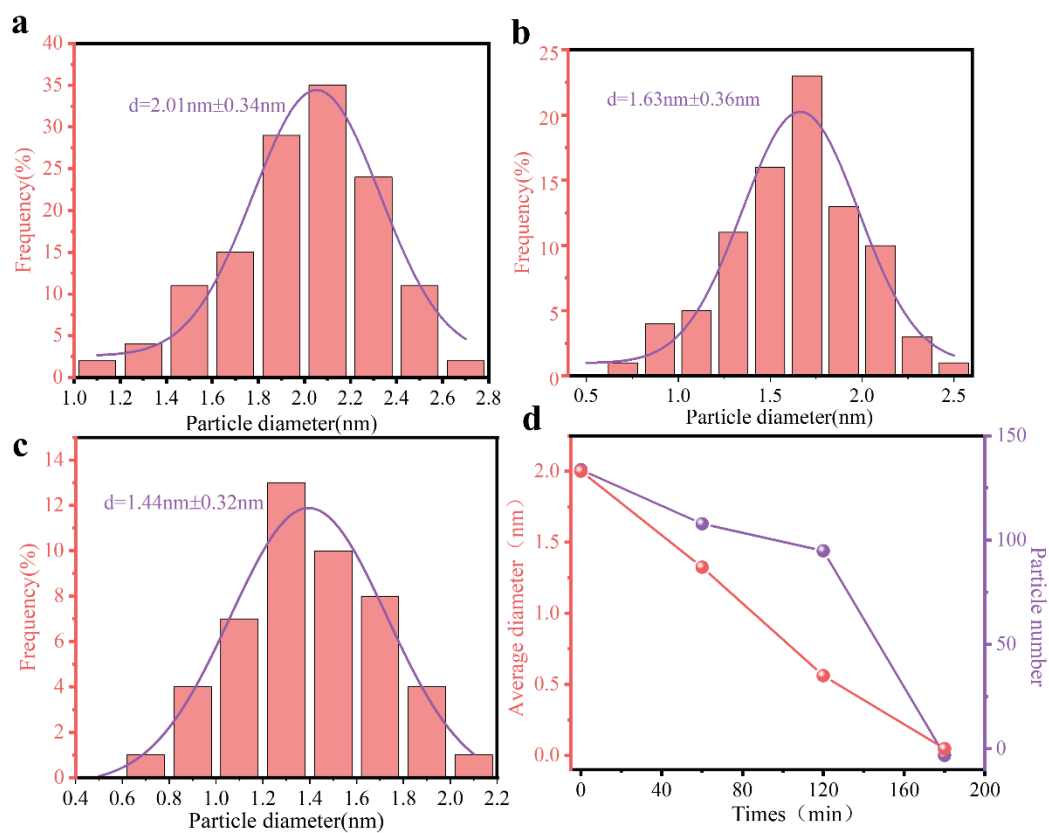 a
40
35
30
25
20
15
10
5
0
Frequency(%)
d=2.01nm±0.34nm
1.0 1.2 1.4 1.6 1.8 2.0 2.2 2.4 2.6 2.8
Particle diameter(nm)
b
25
20
15
10
5
0
Frequency(%)
d=1.63nm±0.36nm
0.5 1.0 1.5 2.0 2.5
Particle diameter(nm)
c
14
12
10
8
6
4
2
0
Frequency(%)
d=1.44nm±0.32nm
0.4 0.6 0.8 1.0 1.2 1.4 1.6 1.8 2.0 2.2
Particle diameter(nm)
d
2.0
1.5
1.0
0.5
0.0
Average diameter（nm）
150
100
50
0
Particle number
0 40 80 120 160 200
Times（min）